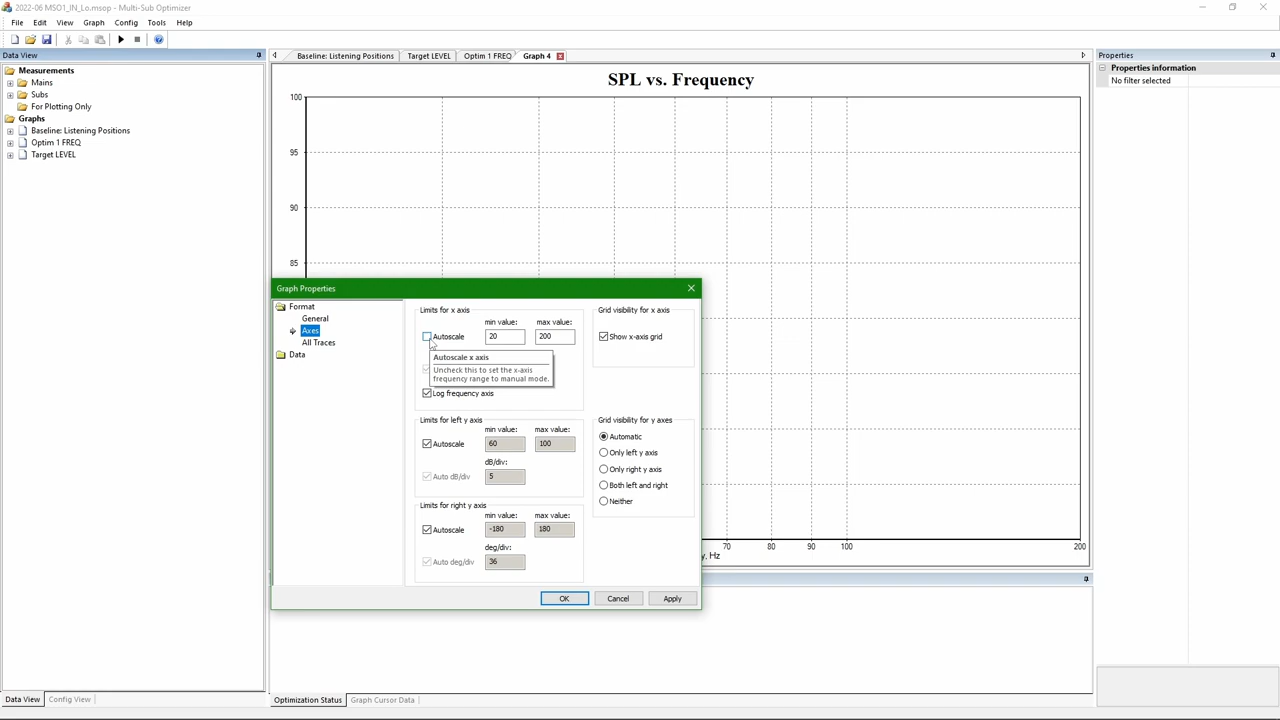 2022-06 MSO1_IN_Lo.msop - Multi-Sub Optimizer
File Edit View Graph Config Tools Help
Data View
Measurements
Mains
Subs
For Plotting Only
Graphs
Baseline: Listening Positions
Optim 1 FREQ
Target LEVEL
Data View Config View
Baseline: Listening Positions Target LEVEL Optim 1 FREQ Graph 4
SPL vs. Frequency
100
95
90
85
70 80 90 100 200
y, Hz
Graph Properties
Format
General
Axes
All Traces
Data
Limits for x axis
min value: max value:
Autoscale 20 200
Autoscale x axis
Uncheck this to set the x-axis
frequency range to manual mode.
Log frequency axis
Limits for left y axis
min value: max value:
Autoscale 60 100
dB/div:
Auto dB/div 5
Limits for right y axis
min value: max value:
Autoscale -180 180
deg/div:
Auto deg/div 36
Grid visibility for x axis
Show x-axis grid
Grid visibility for y axes
Automatic
Only left y axis
Only right y axis
Both left and right
Neither
OK Cancel Apply
Optimization Status Graph Cursor Data
Properties
Properties information
No filter selected